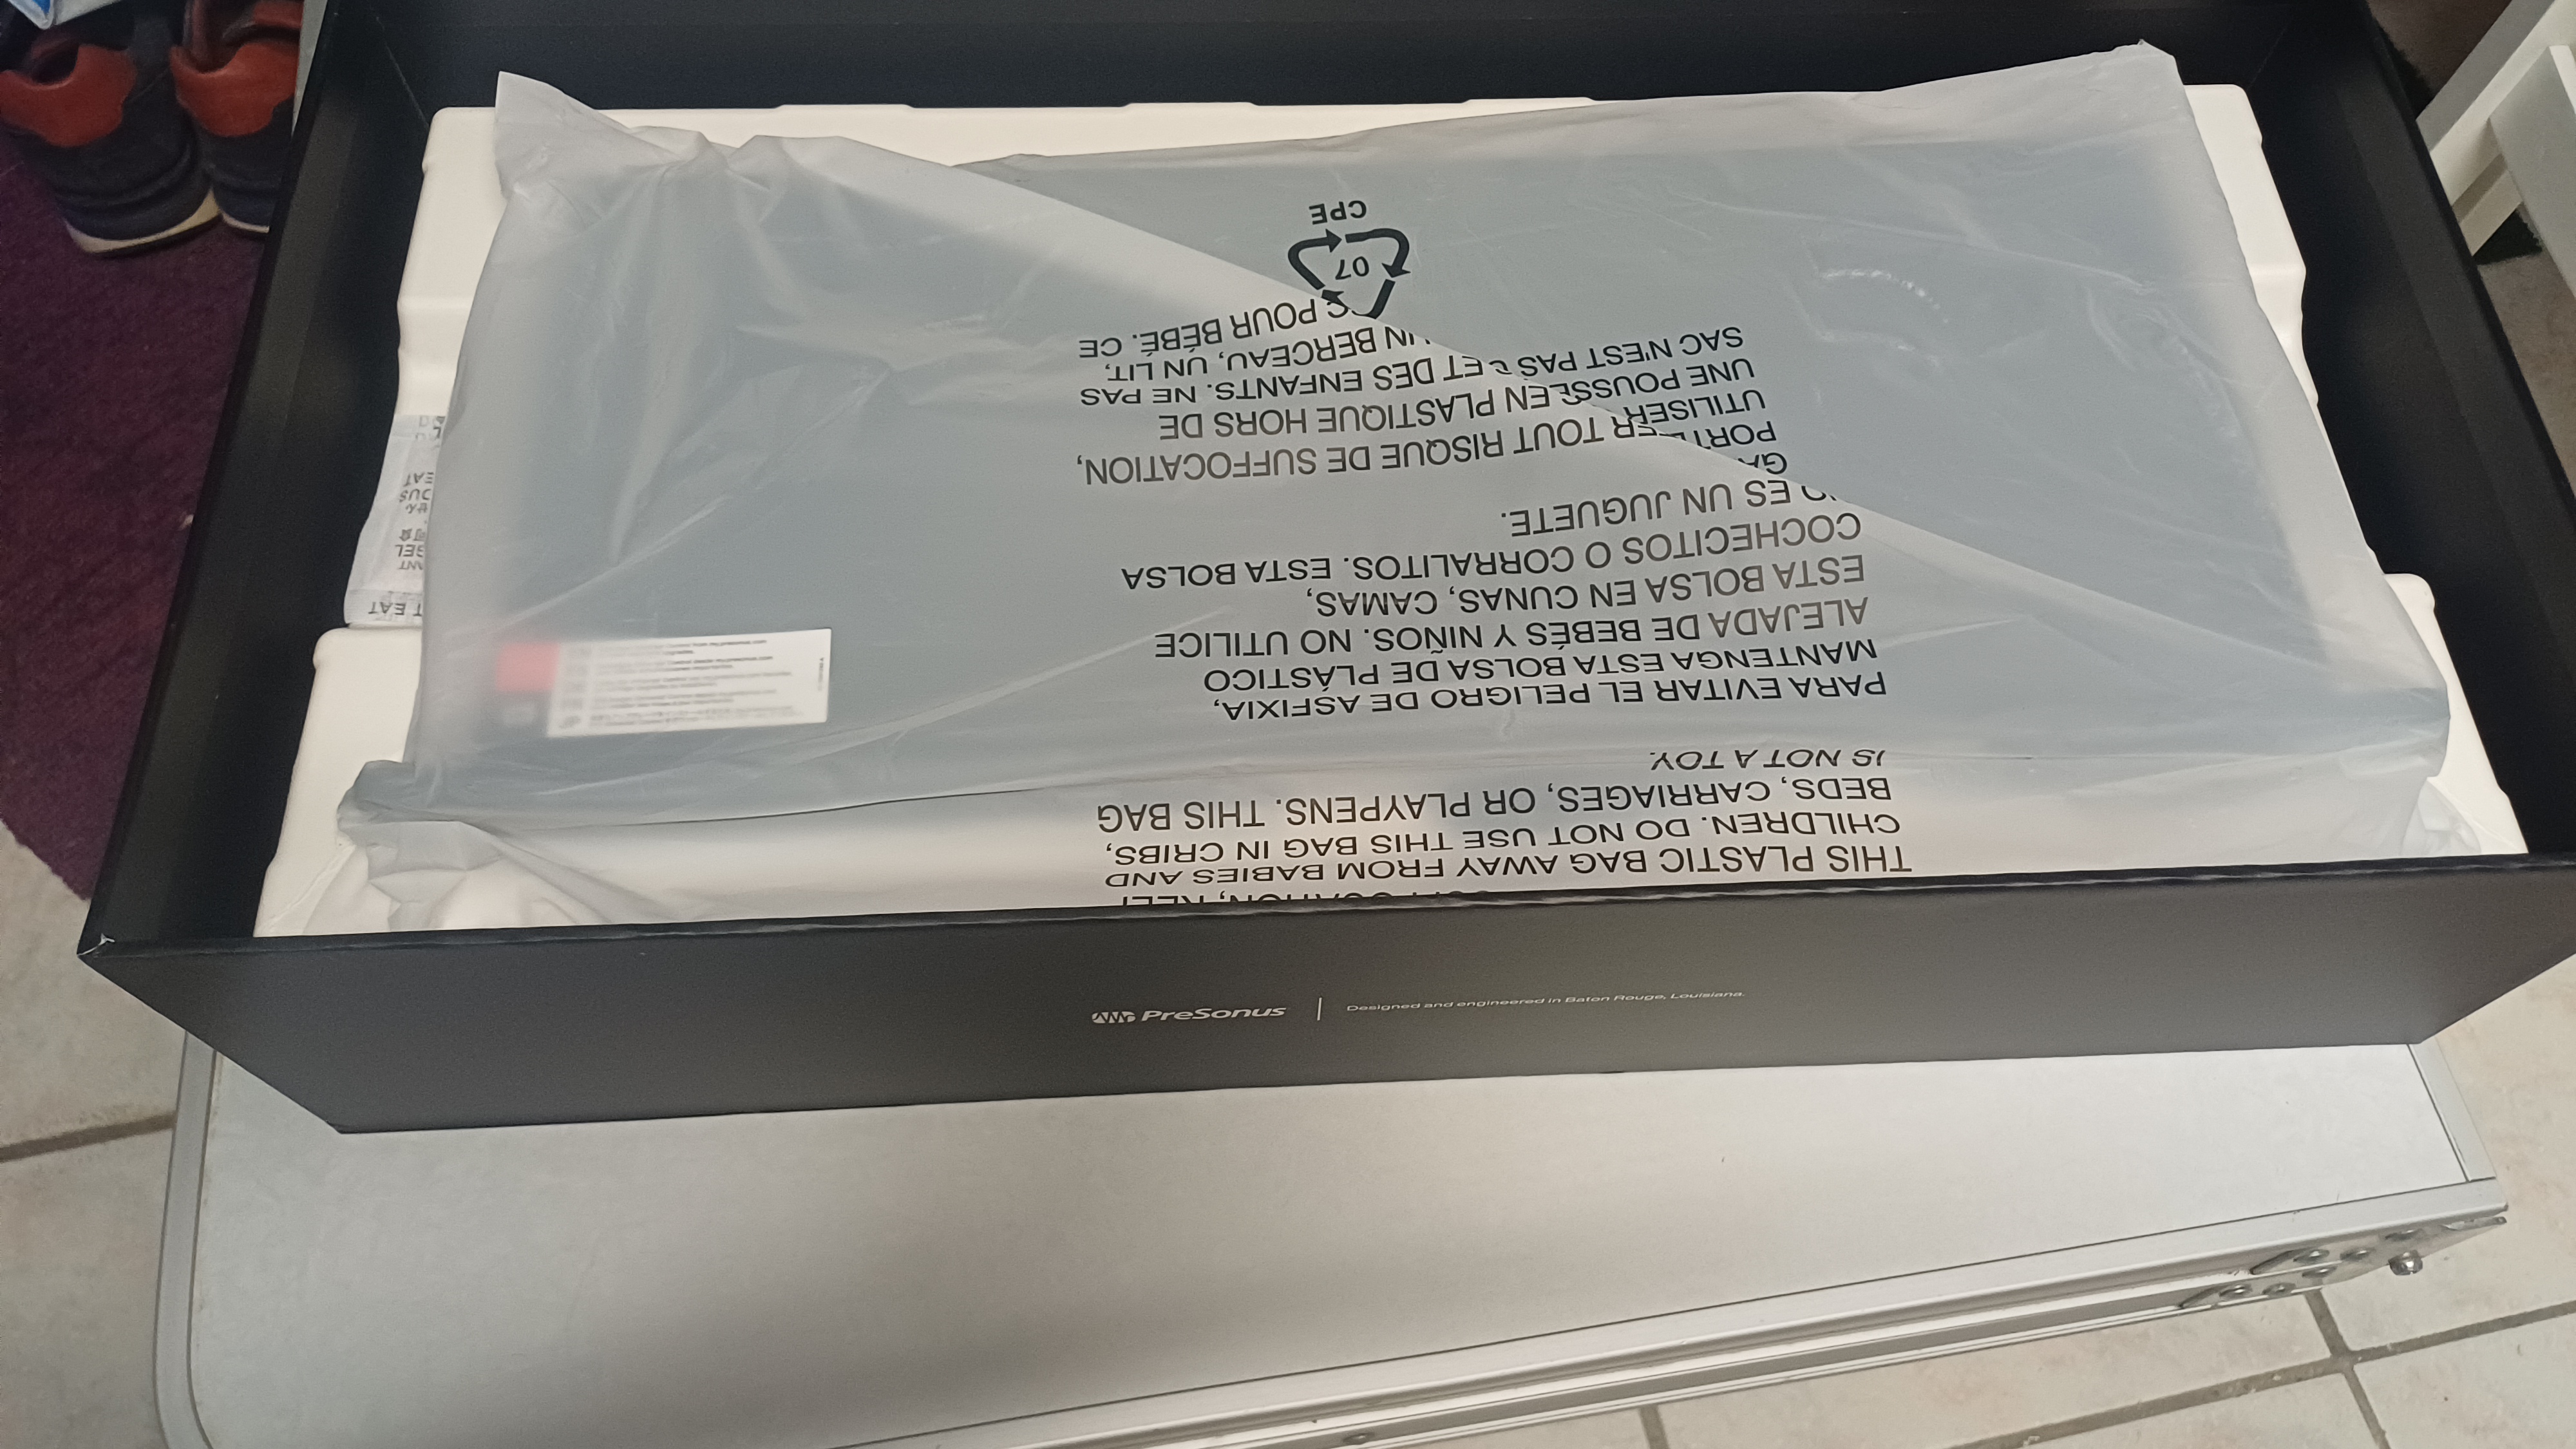 THIS PLASTIC BAG AWAY FROM BABIES AND
CHILDREN. DO NOT USE THIS BAG IN CRIBS,
BEDS, CARRIAGES, OR PLAYPENS. THIS BAG
IS NOT A TOY.
PARA EVITAR EL PELIGRO DE ASFIXIA,
MANTENGA ESTA BOLSA DE PLÁSTICO
ALEJADA DE BEBÉS Y NIÑOS. NO UTILICE
ESTA BOLSA EN CUNAS, CAMAS,
COCHECITOS O CORRALITOS. ESTA BOLSA
ES UN JUGUETE.
TOUT RISQUE DE SUFFOCATION,
UTILISER EN PLASTIQUE HORS DE
UNE ET DES ENFANTS. NE PAS
SAC N'EST PAS BERCEAU, UN LIT,
POUR BÉBÉ. CE
07
CPE
EAT
GEL
PreSonus | Designed and engineered in Baton Rouge, Louisiana.